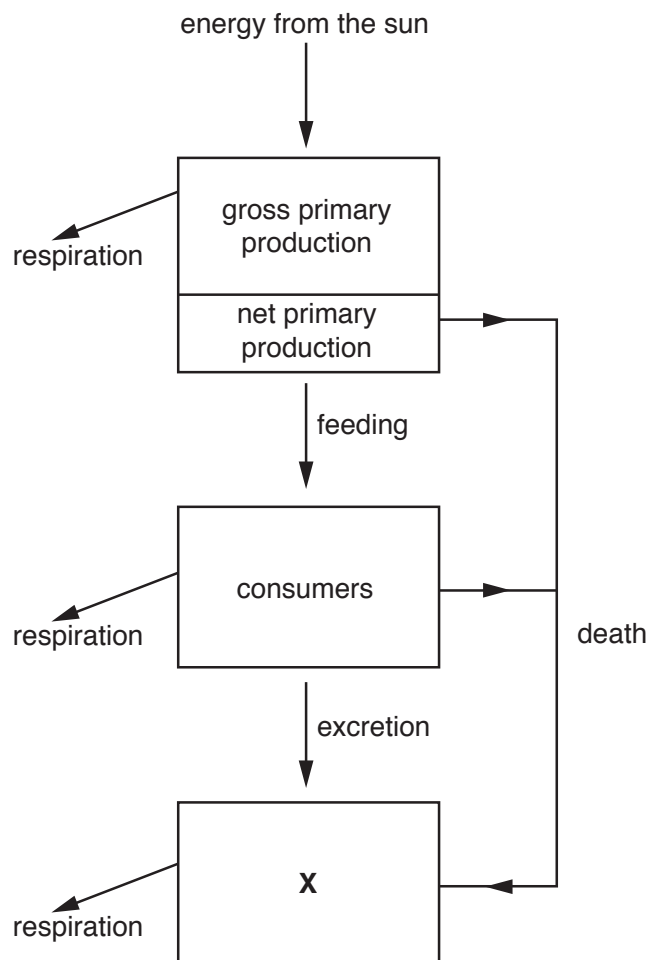 energy from the sun
gross primary
production
respiration
net primary
production
feeding
consumers
respiration
death
excretion
X
respiration